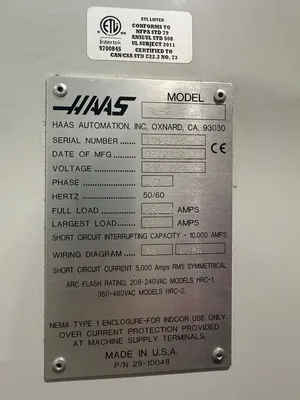 ETL LISTED
CONFORMS TO
NFPA STD 79
ANSI/UL STD 508
UL SUBJECT 2011
CERTIFIED TO
CAN/CSA STD C22.2 NO. 73
Intertek
9700845
HAAS MODEL
HAAS AUTOMATION, INC. OXNARD, CA. 93030
SERIAL NUMBER
DATE OF MFG
VOLTAGE
PHASE
HERTZ 50/60
FULL LOAD AMPS
LARGEST LOAD AMPS
SHORT CIRCUIT INTERRUPTING CAPACITY - 10,000 AMPS
WIRING DIAGRAM
SHORT CIRCUIT CURRENT 5,000 Amps RMS SYMMETRICAL
ARC FLASH RATING: 208-240VAC MODELS HRC-1,
360-480VAC MODELS HRC-2.
NEMA TYPE 1 ENCLOSURE-FOR INDOOR USE ONLY.
OVER CURRENT PROTECTION PROVIDED
AT MACHINE SUPPLY TERMINALS.
MADE IN U.S.A.
P/N 29-10048